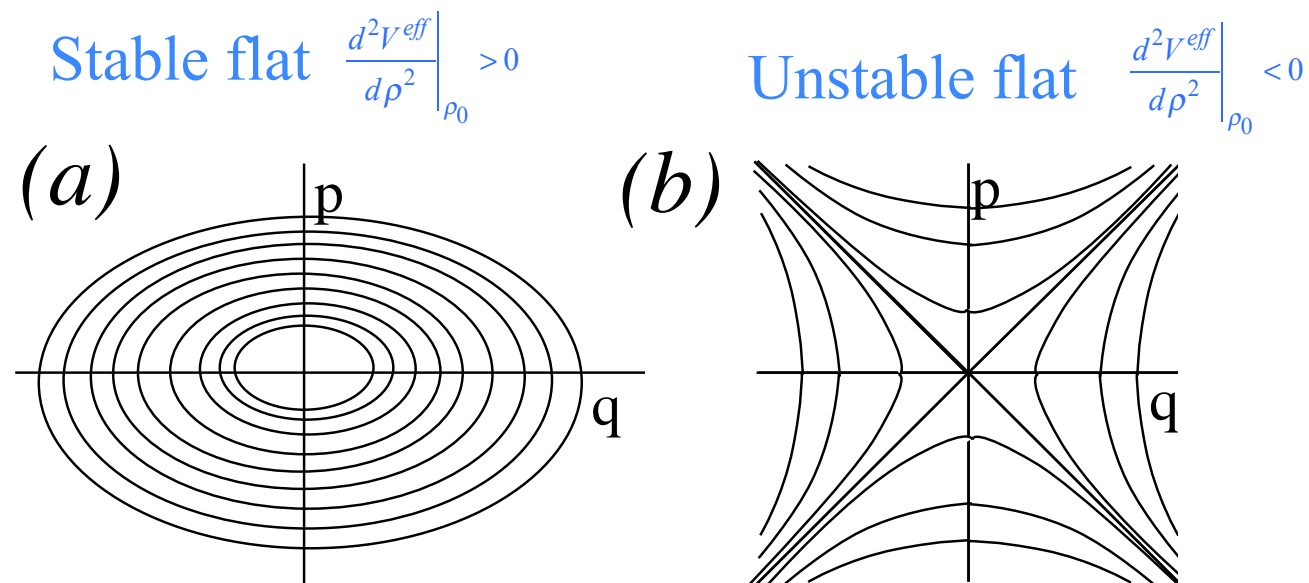 Stable flat d²V^eff/dρ²|ρ₀ > 0
Unstable flat d²V^eff/dρ²|ρ₀ < 0
(a)
p
q
(b)
p
q